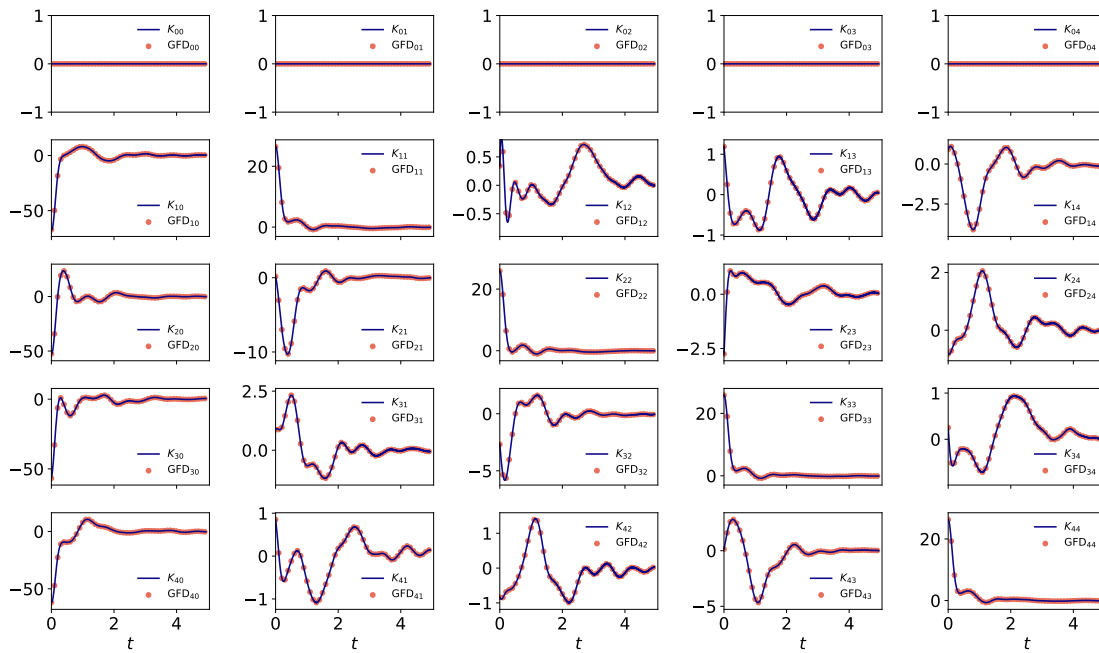 1
0
−1
K00
GFD00
1
0
−1
K01
GFD01
1
0
−1
K02
GFD02
1
0
−1
K03
GFD03
1
0
−1
K04
GFD04
0
−50
K10
GFD10
20
0
K11
GFD11
0.5
0.0
−0.5
K12
GFD12
1
0
−1
K13
GFD13
0.0
−2.5
K14
GFD14
0
−50
K20
GFD20
0
−10
K21
GFD21
20
0
K22
GFD22
0.0
−2.5
K23
GFD23
2
0
K24
GFD24
0
−50
K30
GFD30
2.5
0.0
K31
GFD31
0
−5
K32
GFD32
20
0
K33
GFD33
1
0
K34
GFD34
0
−50
K40
GFD40
0 2 4
t
1
0
−1
K41
GFD41
0 2 4
t
1
0
−1
K42
GFD42
0 2 4
t
0
−5
K43
GFD43
0 2 4
t
20
0
K44
GFD44
0 2 4
t